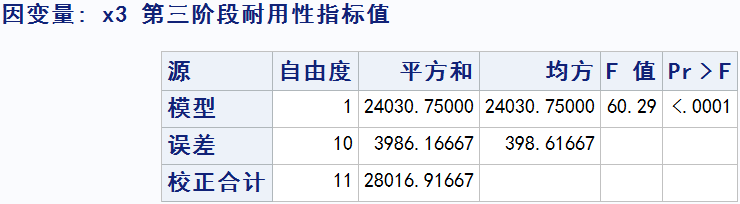 因变量: x3 第三阶段耐用性指标值
源 自由度 平方和 均方 F 值 Pr > F
模型 1 24030.75000 24030.75000 60.29 <.0001
误差 10 3986.16667 398.61667
校正合计 11 28016.91667